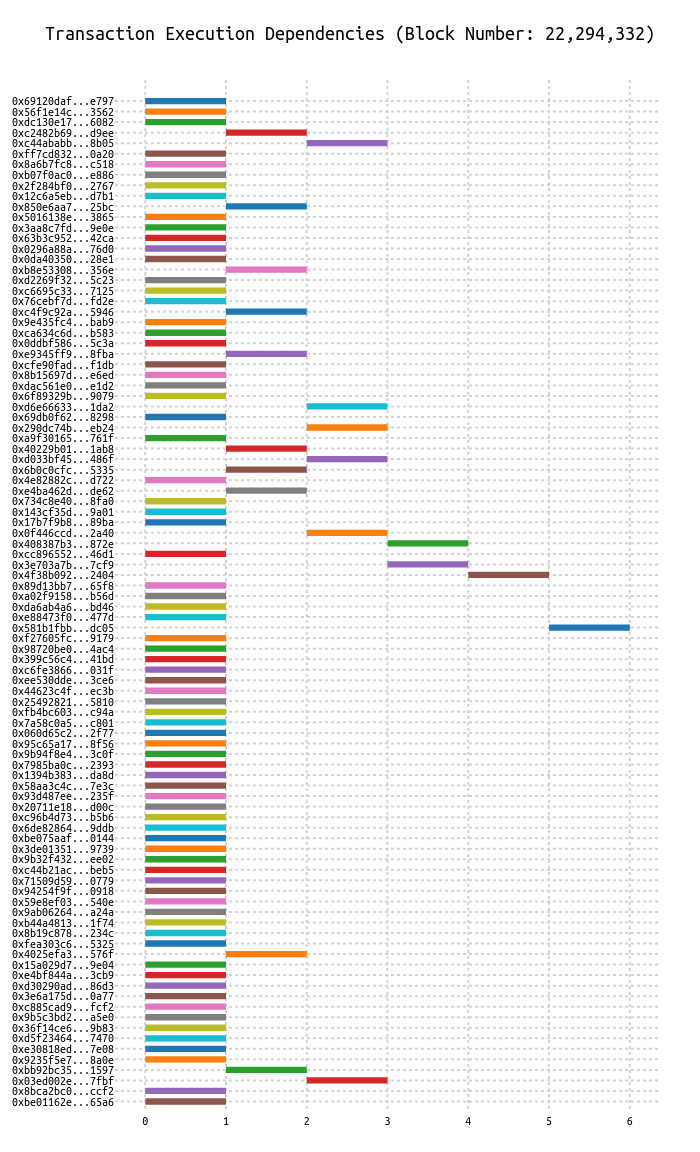 Transaction Execution Dependencies (Block Number: 22,294,332)
0x69120daf...e797
0x56f1e14c...3562
0xdc130e17...6082
0xc2482b69...d9ee
0xc44ababb...8b05
0xff7cd832...0a20
0x8a6b7fc8...c518
0xb07f0ac0...e886
0x2f284bf0...2767
0x12c6a5eb...d7b1
0x850e6aa7...25bc
0x5016138e...3865
0x3aa8c7fd...9e0e
0x63b3c952...42ca
0x0296a88a...76d0
0x0da40350...28e1
0xb8e53308...356e
0xd2269f32...5c23
0xc6695c33...7125
0x76cebf7d...fd2e
0xc4f9c92a...5946
0x9e435fc4...bab9
0xca634c6d...b583
0x0ddbf586...5c3a
0xe9345ff9...8fba
0xcfe90fad...f1db
0x8b15697d...e6ed
0xdac561e0...e1d2
0x6f89329b...9079
0xd6e66633...1da2
0x69db0f62...8298
0x290dc74b...eb24
0xa9f30165...761f
0x40229b01...1ab8
0xd033bf45...486f
0x6b0c0cfc...5335
0x4e82882c...d722
0xe4ba462d...de62
0x734c8e40...8fa0
0x143cf35d...9a01
0x17b7f9b8...89ba
0x0f446ccd...2a40
0x408387b3...872e
0xcc896552...46d1
0x3e703a7b...7cf9
0x4f38b092...2404
0x89d13bb7...65f8
0xa02f9158...b56d
0xda6ab4a6...bd46
0xe88473f0...477d
0x581b1fbb...dc05
0xf27605fc...9179
0x98720be0...4ac4
0x399c56c4...41bd
0xc6fe3866...031f
0xee530dde...3ce6
0x44623c4f...ec3b
0x25492821...5810
0xfb4bc603...c94a
0x7a58c0a5...c801
0x060d65c2...2f77
0x95c65a17...8f56
0x9b94f8e4...3c0f
0x7985ba0c...2393
0x1394b383...da8d
0x58aa3c4c...7e3c
0x93d487ee...235f
0x20711e18...d00c
0xc96b4d73...b5b6
0x6de82864...9ddb
0xbe075aaf...0144
0x3de01351...9739
0x9b32f432...ee02
0xc44b21ac...beb5
0x71509d59...0779
0x94254f9f...0918
0x59e8ef03...540e
0x9ab06264...a24a
0xb44a4813...1f74
0x8b19c878...234c
0xfea303c6...5325
0x4025efa3...576f
0x15a029d7...9e04
0xe4bf844a...3cb9
0xd30290ad...86d3
0x3e6a175d...0a77
0xc885cad9...fcf2
0x9b5c3bd2...a5e0
0x36f14ce6...9b83
0xd5f23464...7470
0xe30818ed...7e08
0x9235f5e7...8a0e
0xbb92bc35...1597
0x03ed002e...7fbf
0x8bca2bc0...ccf2
0xbe01162e...65a6
0 1 2 3 4 5 6